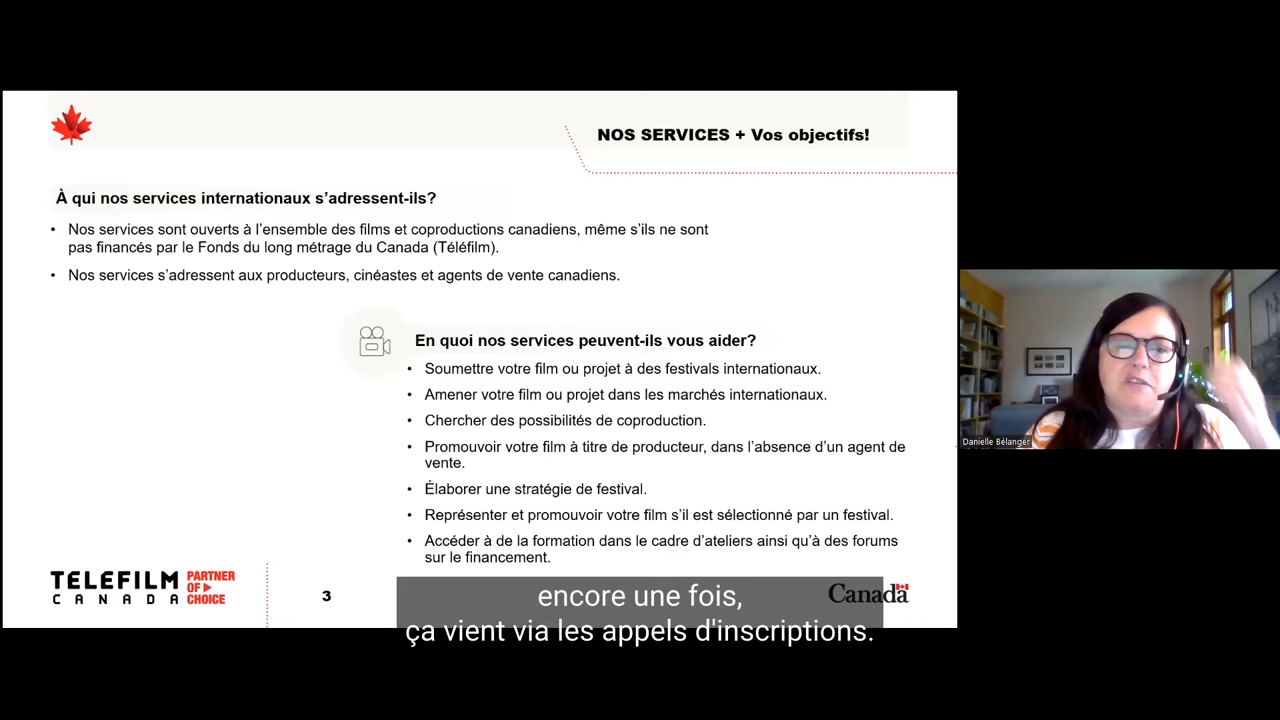 NOS SERVICES + Vos objectifs!
À qui nos services internationaux s’adressent-ils?
• Nos services sont ouverts à l’ensemble des films et coproductions canadiens, même s’ils ne sont
pas financés par le Fonds du long métrage du Canada (Téléfilm).
• Nos services s’adressent aux producteurs, cinéastes et agents de vente canadiens.
En quoi nos services peuvent-ils vous aider?
• Soumettre votre film ou projet à des festivals internationaux.
• Amener votre film ou projet dans les marchés internationaux.
• Chercher des possibilités de coproduction.
• Promouvoir votre film à titre de producteur, dans l’absence d’un agent de
vente.
• Élaborer une stratégie de festival.
• Représenter et promouvoir votre film s’il est sélectionné par un festival.
• Accéder à de la formation dans le cadre d’ateliers ainsi qu’à des forums
sur le financement.
Danielle Bélanger
TELEFILM
CANADA
PARTNER
OF
CHOICE
3
Canada
encore une fois,
ça vient via les appels d'inscriptions.